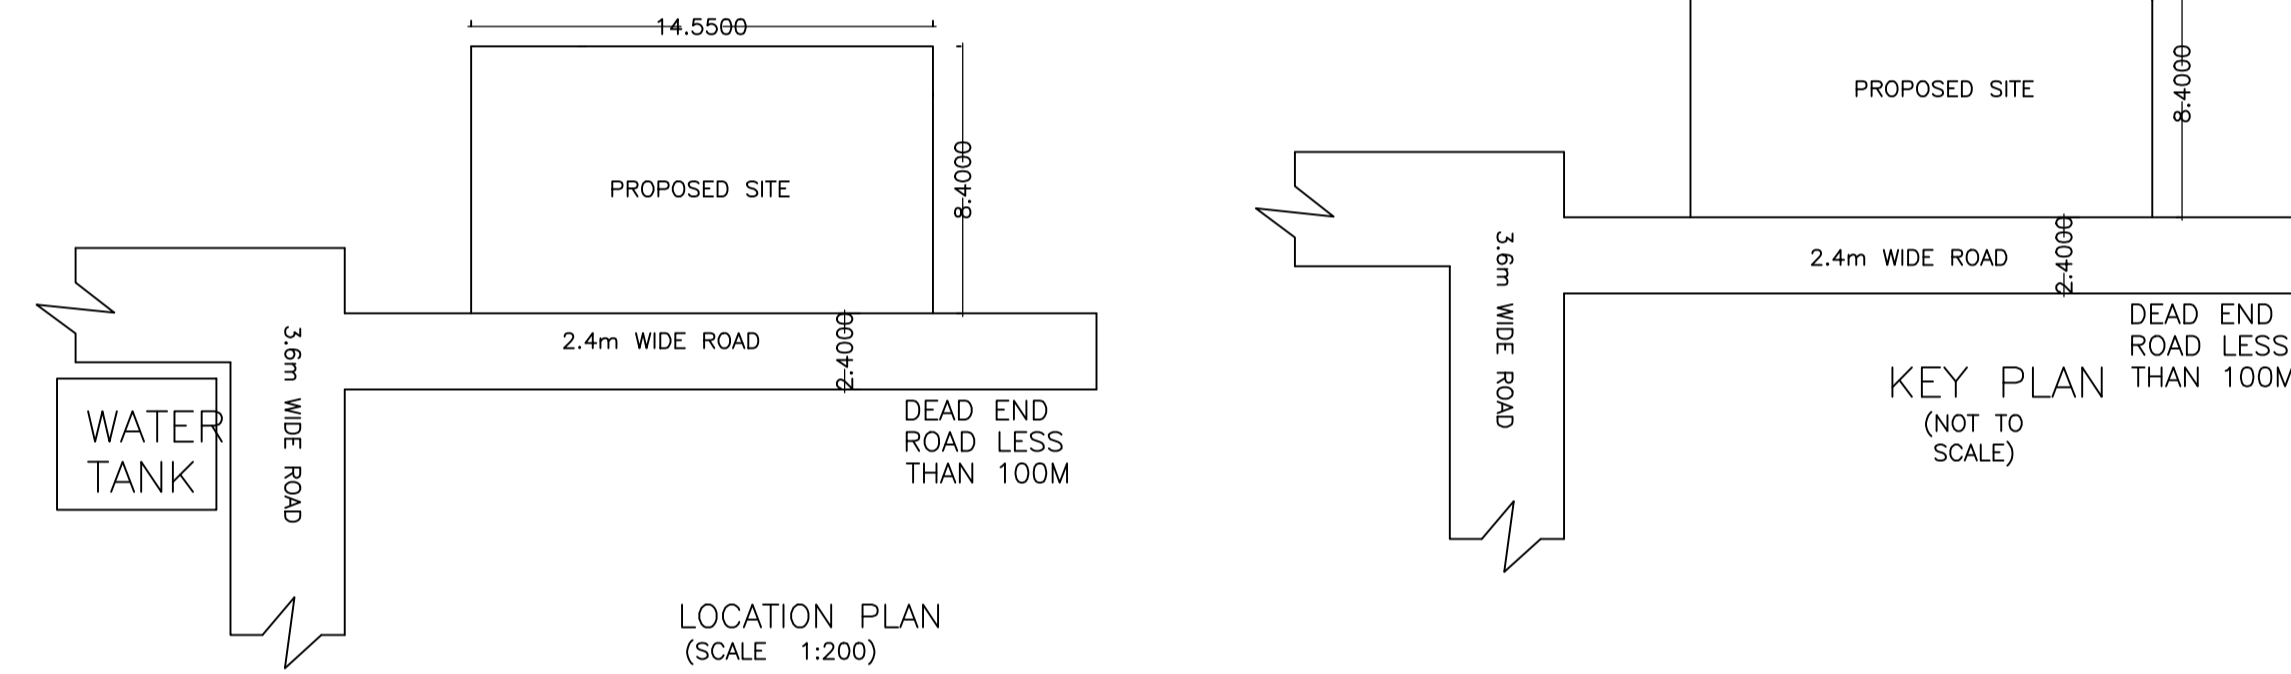 14.5500
PROPOSED SITE
8.4000
2.4m WIDE ROAD
2.4000
3.6m WIDE ROAD
WATER
TANK
DEAD END
ROAD LESS
THAN 100M
LOCATION PLAN
(SCALE 1:200)
PROPOSED SITE
8.4000
3.6m WIDE ROAD
2.4m WIDE ROAD
2.4000
DEAD END
ROAD LESS
THAN 100M
KEY PLAN
(NOT TO
SCALE)